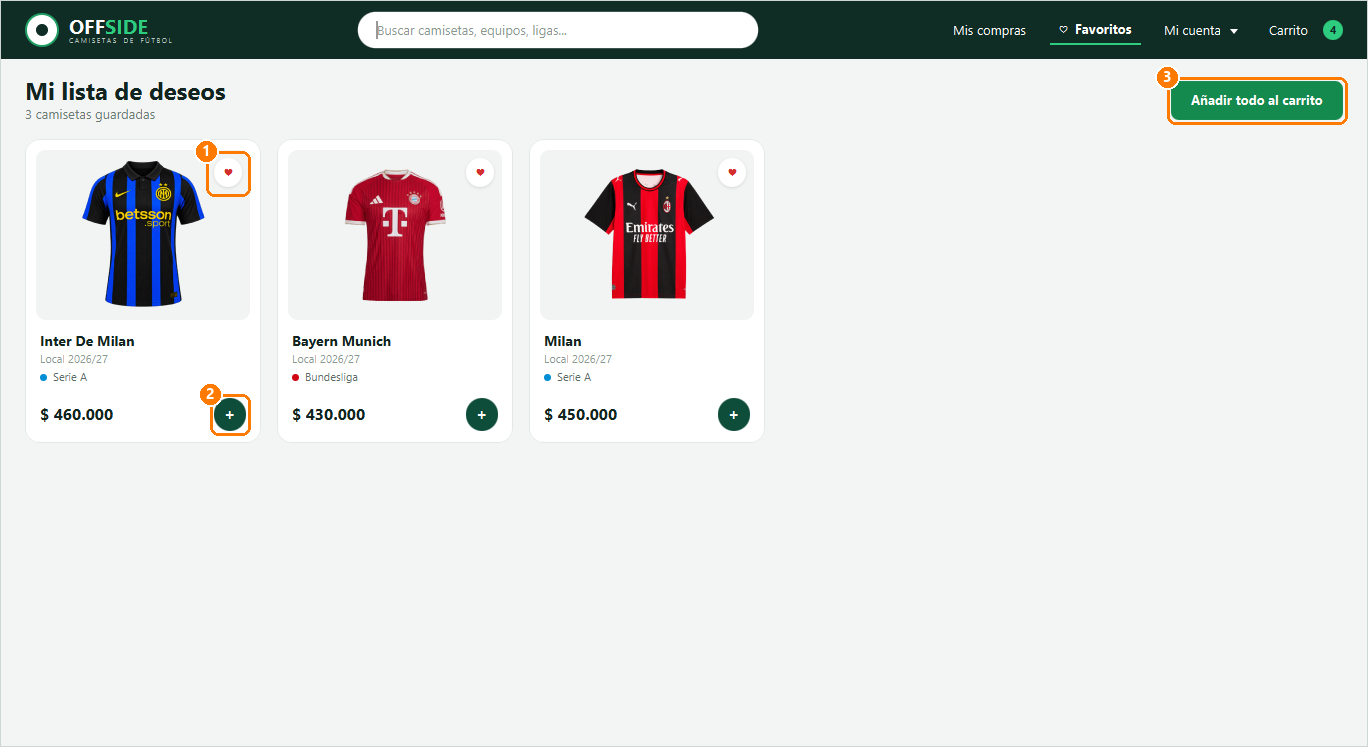 OFFSIDE
CAMISETAS DE FÚTBOL
Buscar camisetas, equipos, ligas...
Mis compras
Favoritos
Mi cuenta
Carrito
4
Mi lista de deseos
3 camisetas guardadas
3
Añadir todo al carrito
1
betsson
.sport
T
Emirates
FLY BETTER
Inter De Milan
Local 2026/27
Serie A
2
$ 460.000
+
Bayern Munich
Local 2026/27
Bundesliga
$ 430.000
+
Milan
Local 2026/27
Serie A
$ 450.000
+